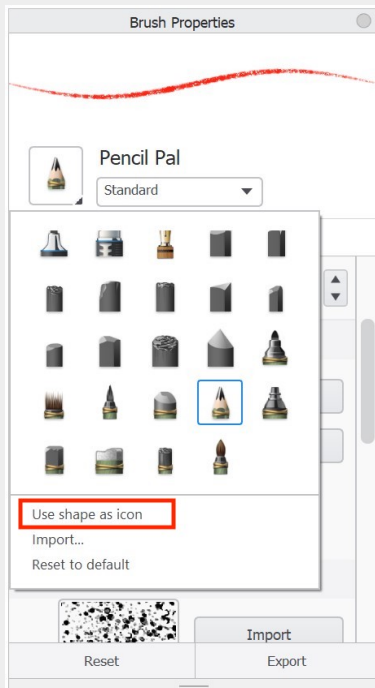 Brush Properties
Pencil Pal
Standard
Use shape as icon
Import...
Reset to default
Import
Reset
Export